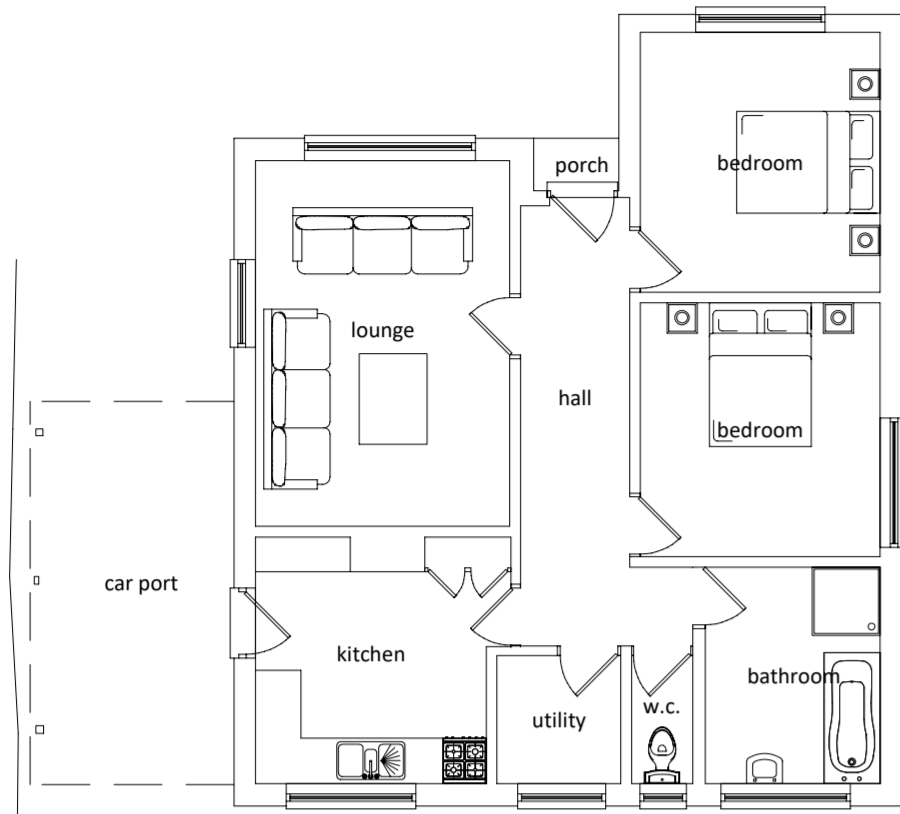 porch
bedroom
lounge
hall
bedroom
car port
kitchen
bathroom
w.c.
utility